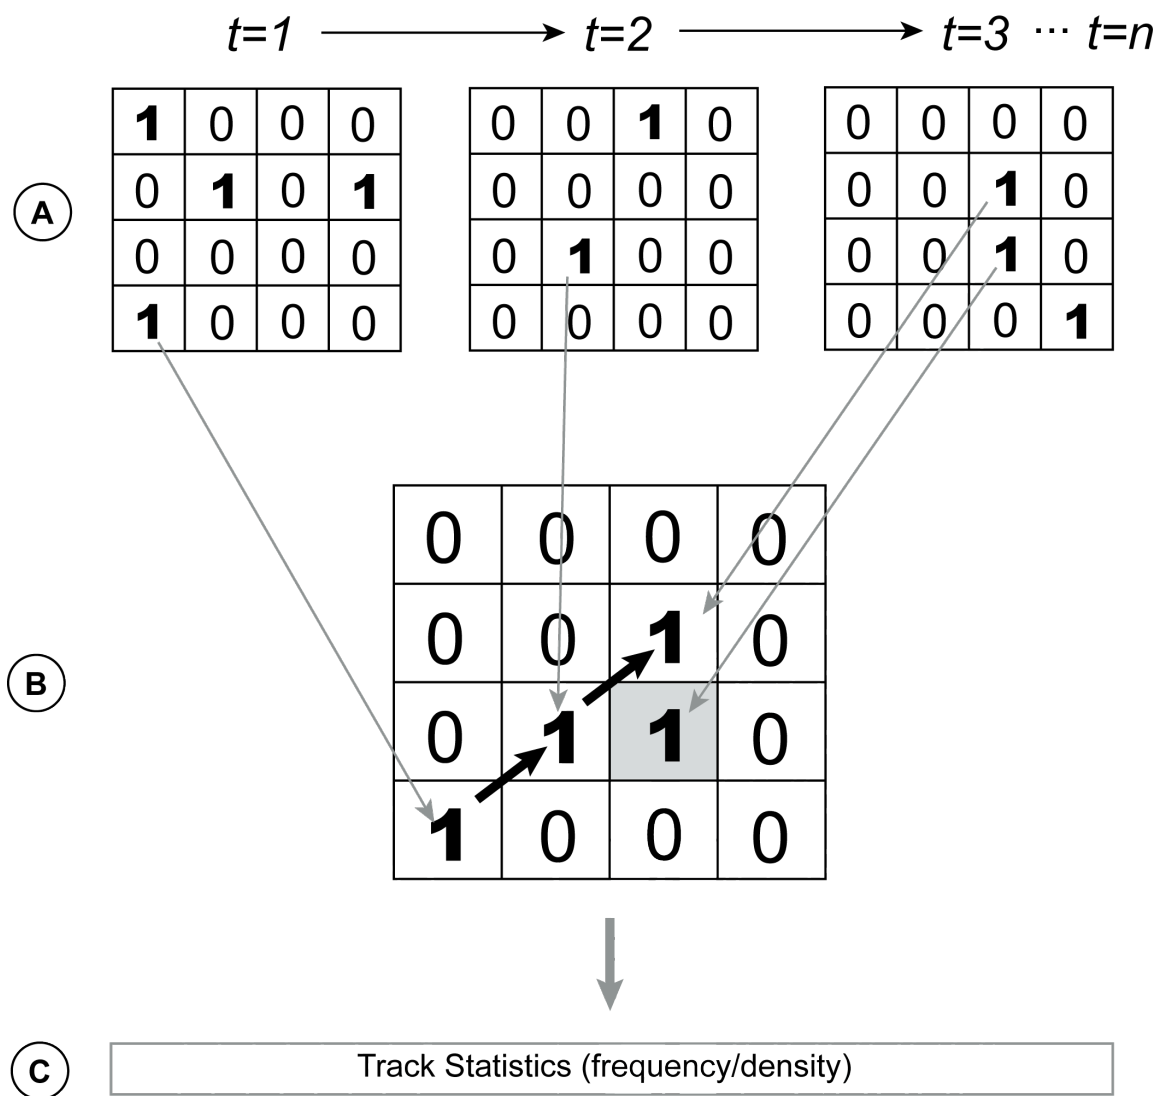 t=1 t=2 t=3 ... t=n
1 0 0 0 0 0 1 0 0 0 0 0
A
0 1 0 1 0 0 0 0 0 0 1 0
0 0 0 0 0 1 0 0 0 0 1 0
1 0 0 0 0 0 0 0 0 0 0 1
0 0 0 0
0 0 1 0
B
0 1 1 0
1 0 0 0
C
Track Statistics (frequency/density)